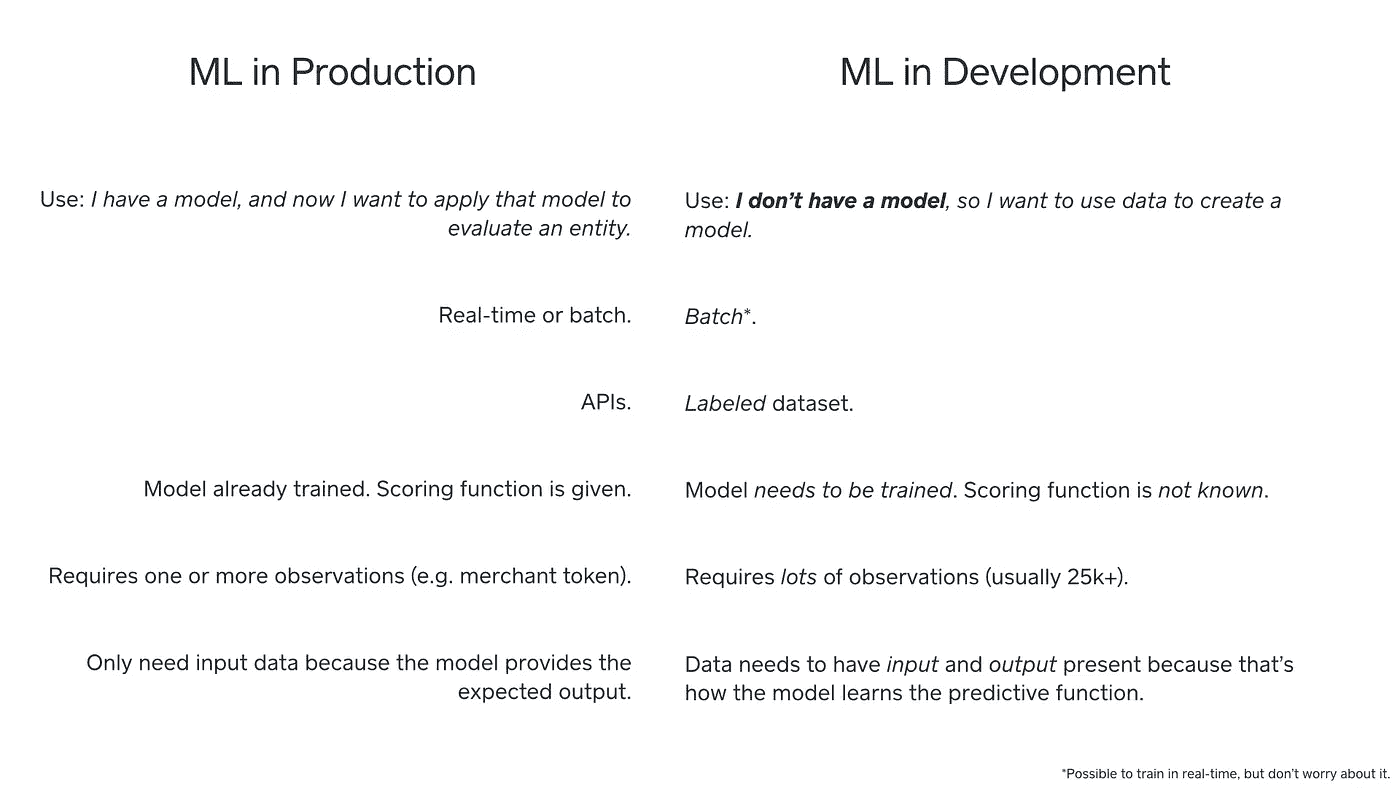 ML in Production
ML in Development
Use: I have a model, and now I want to apply that model to
evaluate an entity.
Use: I don't have a model, so I want to use data to create a
model.
Real-time or batch.
Batch*.
APIs.
Labeled dataset.
Model already trained. Scoring function is given.
Model needs to be trained. Scoring function is not known.
Requires one or more observations (e.g. merchant token).
Requires lots of observations (usually 25k+).
Only need input data because the model provides the
expected output.
Data needs to have input and output present because that's
how the model learns the predictive function.
*Possible to train in real-time, but don't worry about it.